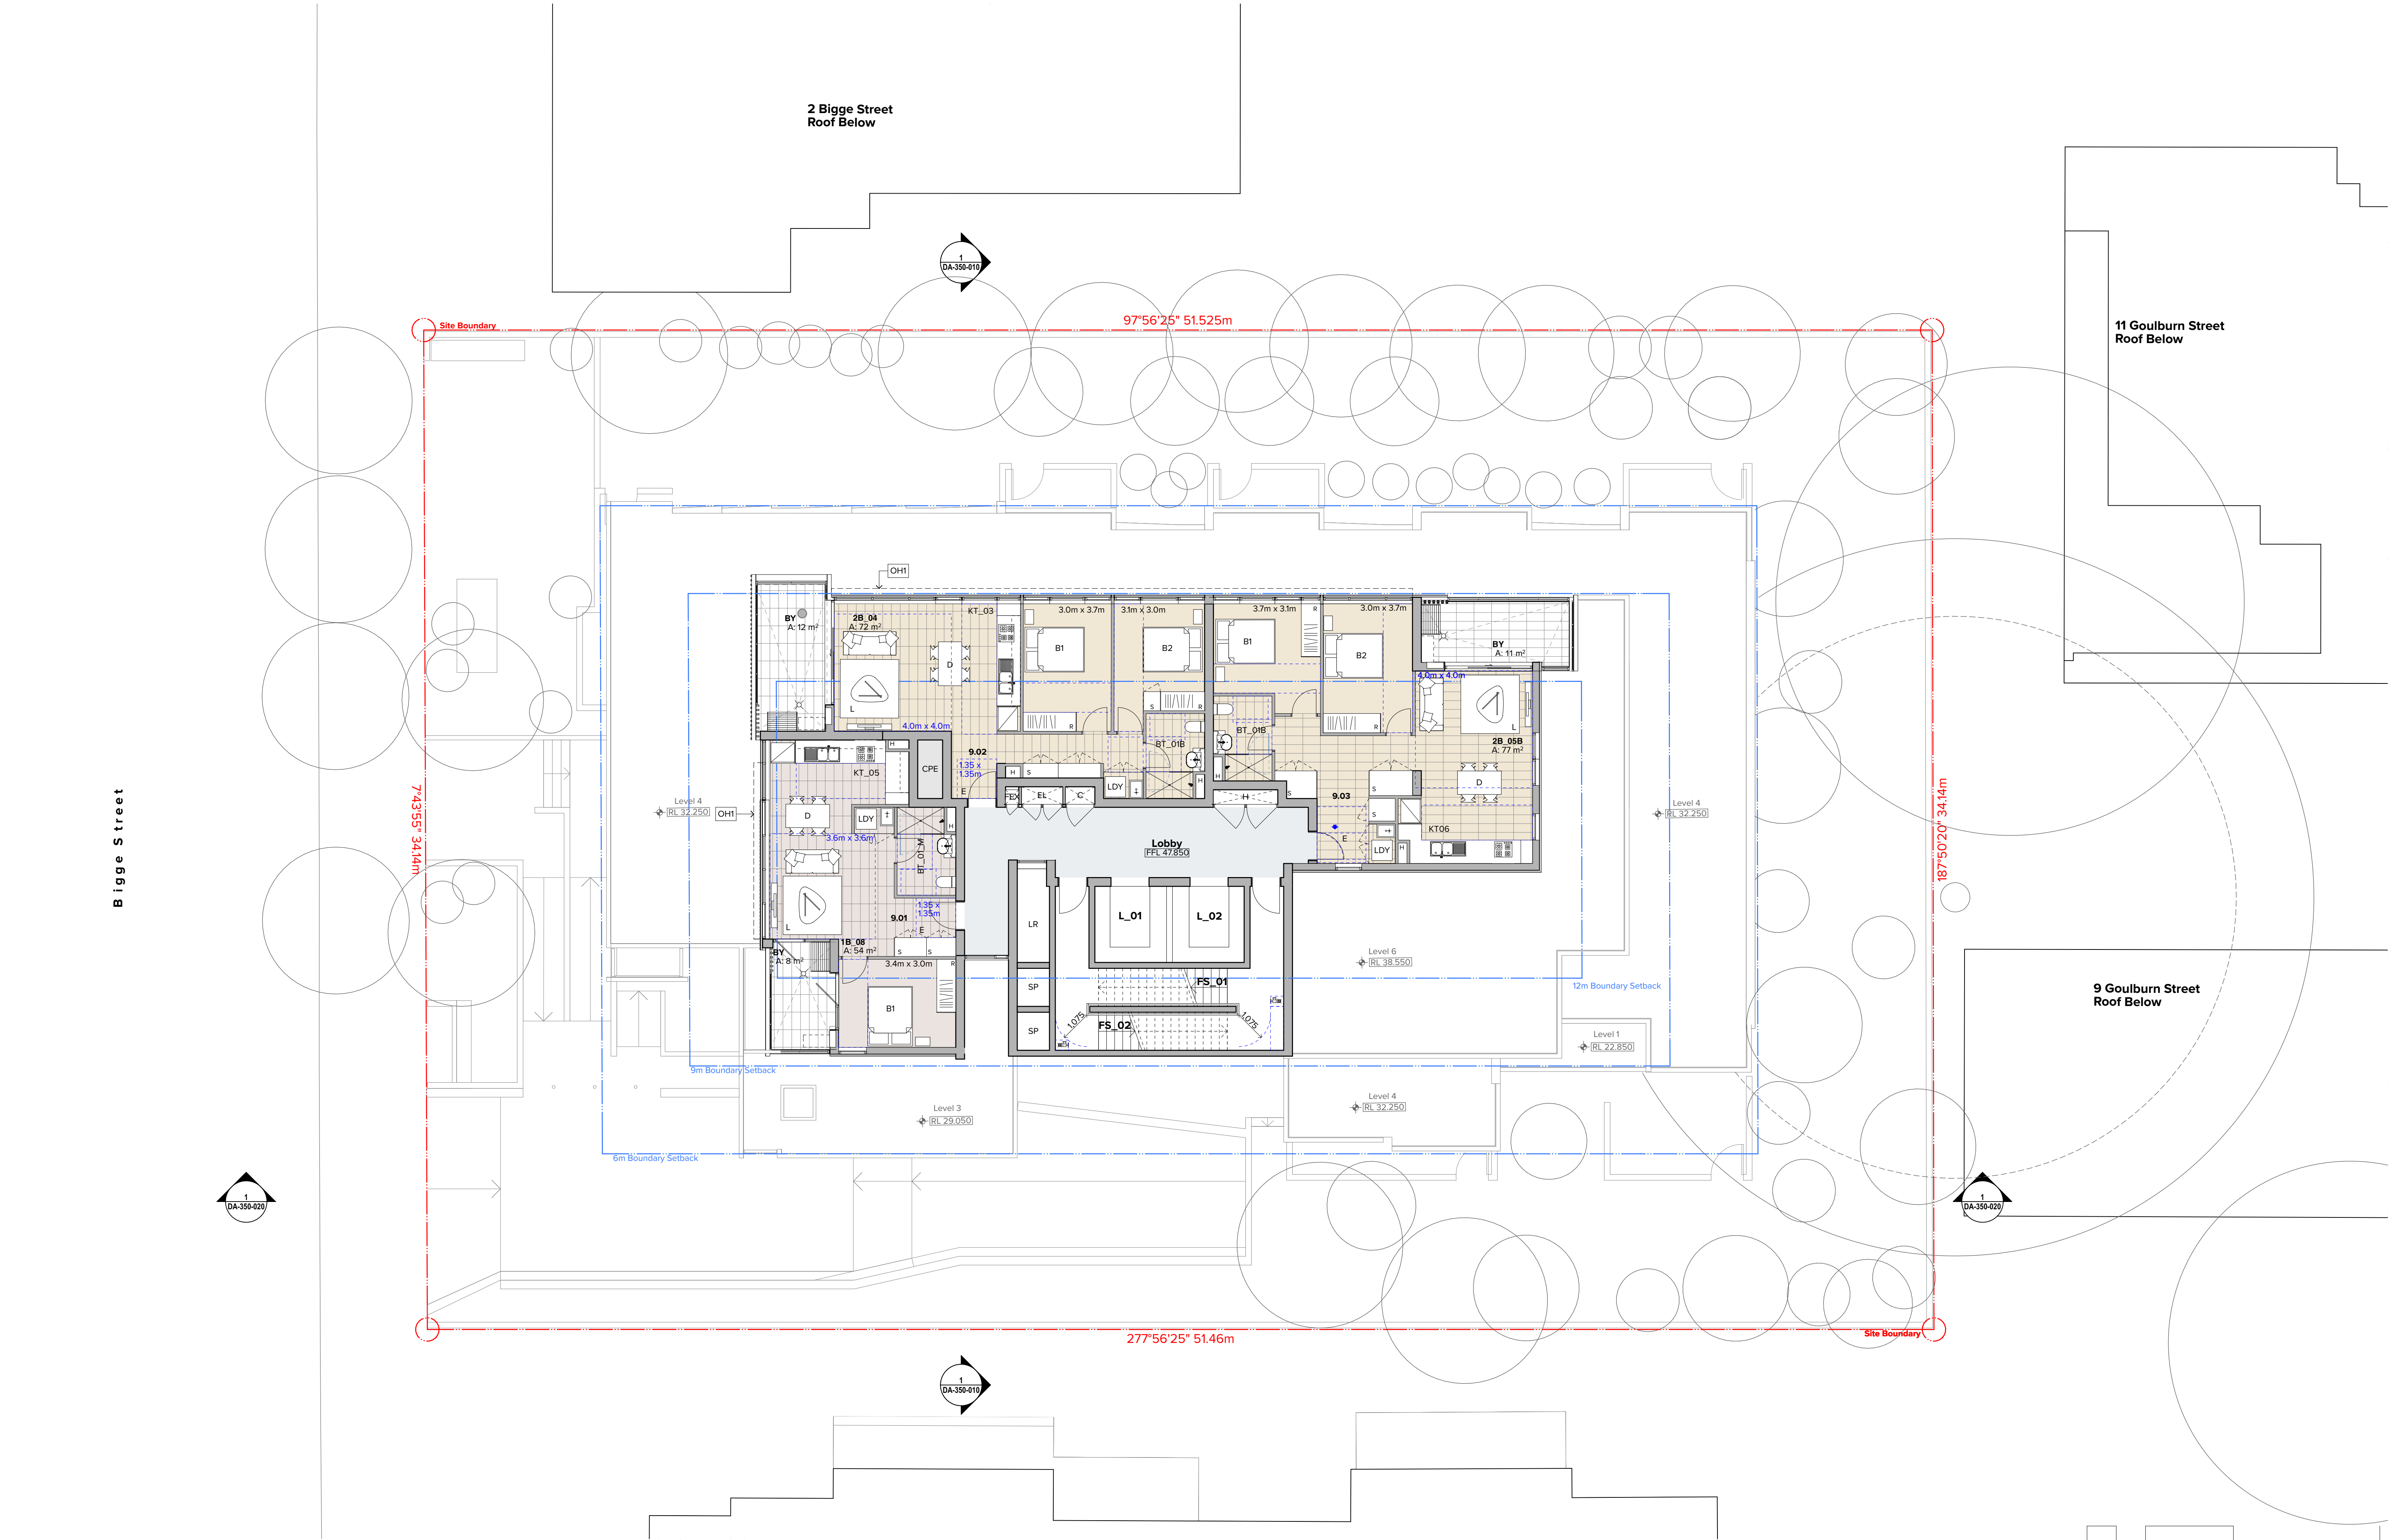 2 Bigge Street
Roof Below
1
DA-350-010
Site Boundary
97°56'25" 51.525m
11 Goulburn Street
Roof Below
OH1
BY
A: 12 m²
2B_04
A: 72 m²
KT_03
3.0m x 3.7m
3.1m x 3.0m
3.7m x 3.1m
R
3.0m x 3.7m
D
B1
B2
B1
B2
BY
A: 11 m²
4.0m x 4.0m
L
4.0m x 4.0m
R
S
R
R
L
H
9.02
BT_01B
BT_01B
2B_05B
A: 77 m²
KT_05
CPE
1.35 x
1.35m
H
S
H
H
D
E
FEX
EL
C
LDY
H
S
9.03
S
Level 4
RL 32.250
OH1
D
LDY
H
S
Level 4
RL 32.250
3.6m x 3.6m
BT_01_M
Lobby
FFL 47.850
E
KT06
LDY
H
7°43'55" 34.14m
187°50'20" 34.14m
Bigge Street
1.35 x
1.35m
9.01
L
E
L_01
L_02
LR
1B_08
A: 54 m²
S
S
BY
A: 8 m²
3.4m x 3.0m
R
Level 6
RL 38.550
SP
FS_01
12m Boundary Setback
9 Goulburn Street
Roof Below
B1
SP
1.075
FS_02
1.075
Level 1
RL 22.850
9m Boundary Setback
Level 3
RL 29.050
Level 4
RL 32.250
6m Boundary Setback
1
DA-350-020
1
DA-350-020
277°56'25" 51.46m
Site Boundary
1
DA-350-010